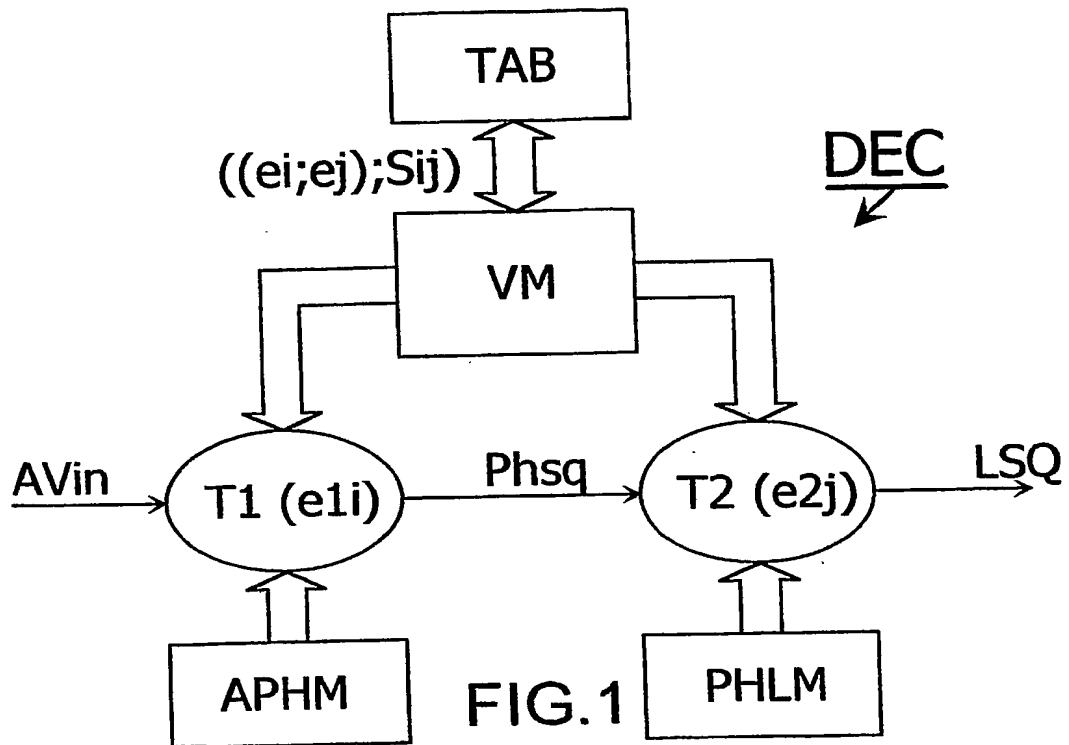 TAB
((ei;ej);Sij)
DEC
VM
AVin
T1 (e1i)
Phsq
T2 (e2j)
LSQ
APHM
FIG.1
PHLM